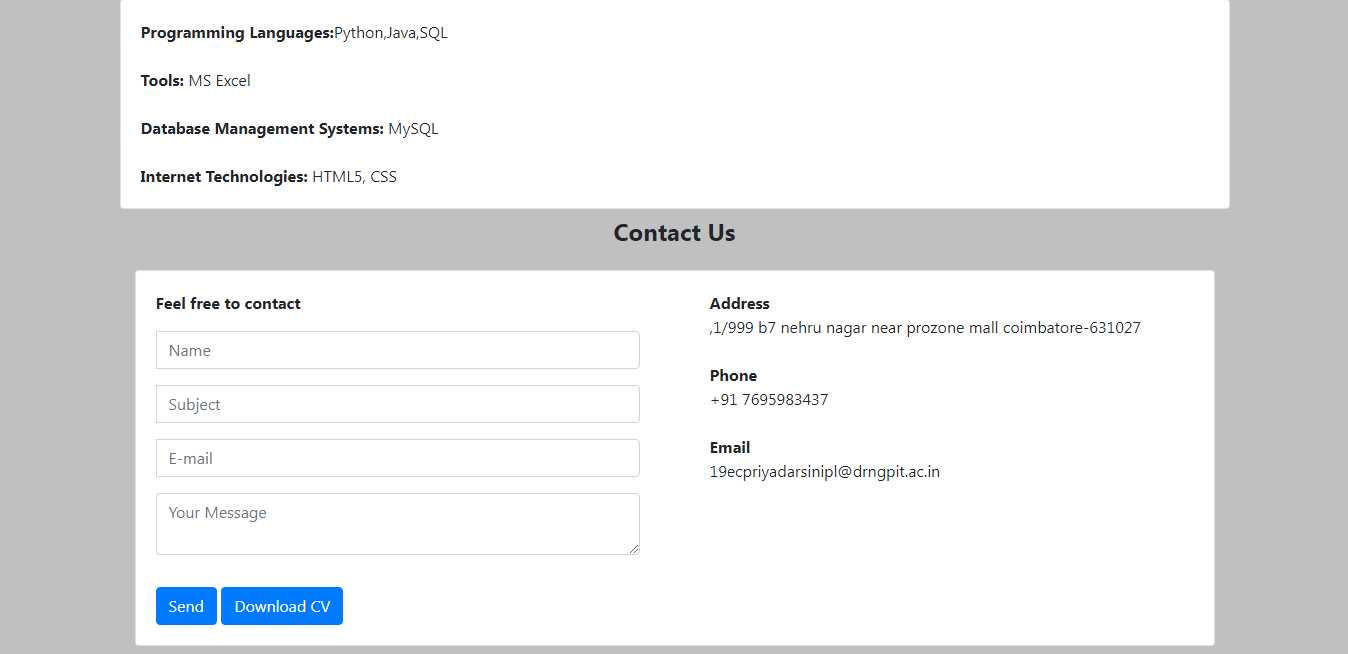 Programming Languages:Python,Java,SQL
Tools: MS Excel
Database Management Systems: MySQL
Internet Technologies: HTML5, CSS
Contact Us
Feel free to contact
Name
Subject
E-mail
Your Message
Send Download CV
Address
,1/999 b7 nehru nagar near prozone mall coimbatore-631027
Phone
+91 7695983437
Email
19ecpriyadarsinipl@drngpit.ac.in